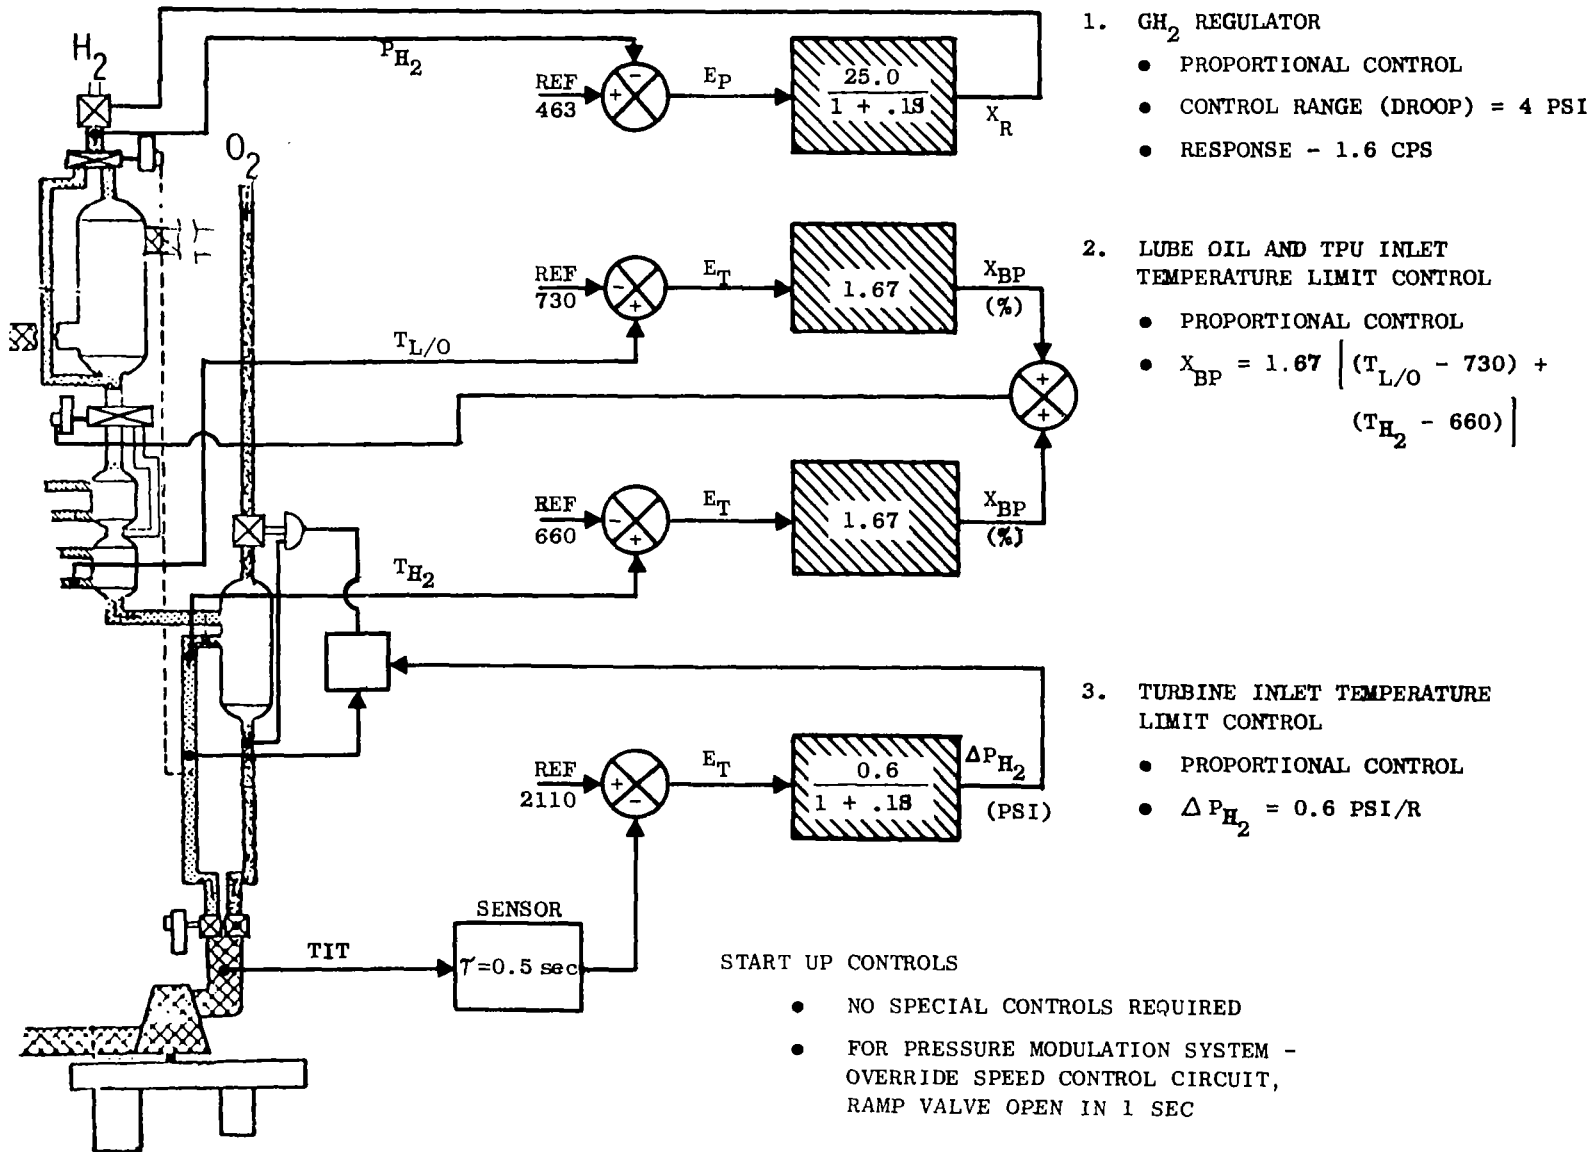 H2
PH2
REF
463
+
-
EP
25.0
1 + .1S
XR
1. GH2 REGULATOR
• PROPORTIONAL CONTROL
• CONTROL RANGE (DROOP) = 4 PSI
• RESPONSE - 1.6 CPS
O2
REF
730
-
+
ET
1.67
XBP
(%)
TL/O
2. LUBE OIL AND TPU INLET
TEMPERATURE LIMIT CONTROL
• PROPORTIONAL CONTROL
• XBP = 1.67 |(TL/O - 730) +
(TH2 - 660)|
+
+
REF
660
-
+
ET
1.67
XBP
(%)
TH2
REF
2110
+
-
ET
0.6
1 + .1S
ΔPH2
(PSI)
3. TURBINE INLET TEMPERATURE
LIMIT CONTROL
• PROPORTIONAL CONTROL
• ΔPH2 = 0.6 PSI/R
TIT
SENSOR
τ=0.5 sec
START UP CONTROLS
• NO SPECIAL CONTROLS REQUIRED
• FOR PRESSURE MODULATION SYSTEM -
OVERRIDE SPEED CONTROL CIRCUIT,
RAMP VALVE OPEN IN 1 SEC